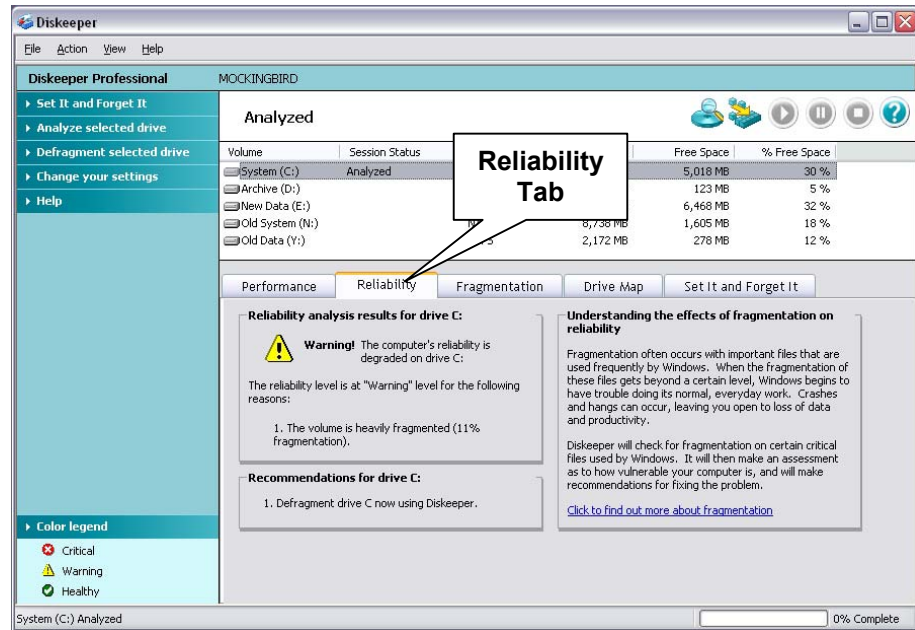 Diskeeper
File Action View Help
Diskeeper Professional MOCKINGBIRD
Set It and Forget It
Analyze selected drive
Defragment selected drive
Change your settings
Help
Analyzed
Volume Session Status Free Space % Free Space
System (C:) Analyzed 5,018 MB 30 %
Archive (D:) 123 MB 5 %
New Data (E:) 6,468 MB 32 %
Old System (N:) 8,738 MB 1,605 MB 18 %
Old Data (Y:) 2,172 MB 278 MB 12 %
Reliability
Tab
Performance Reliability Fragmentation Drive Map Set It and Forget It
Reliability analysis results for drive C:
Warning! The computer's reliability is
degraded on drive C:
The reliability level is at "Warning" level for the following
reasons:
1. The volume is heavily fragmented (11%
fragmentation).
Recommendations for drive C:
1. Defragment drive C now using Diskeeper.
Understanding the effects of fragmentation on
reliability
Fragmentation often occurs with important files that are
used frequently by Windows. When the fragmentation of
these files gets beyond a certain level, Windows begins to
have trouble doing its normal, everyday work. Crashes
and hangs can occur, leaving you open to loss of data
and productivity.
Diskeeper will check for fragmentation on certain critical
files used by Windows. It will then make an assessment
as to how vulnerable your computer is, and will make
recommendations for fixing the problem.
Click to find out more about fragmentation
Color legend
Critical
Warning
Healthy
System (C:) Analyzed 0% Complete